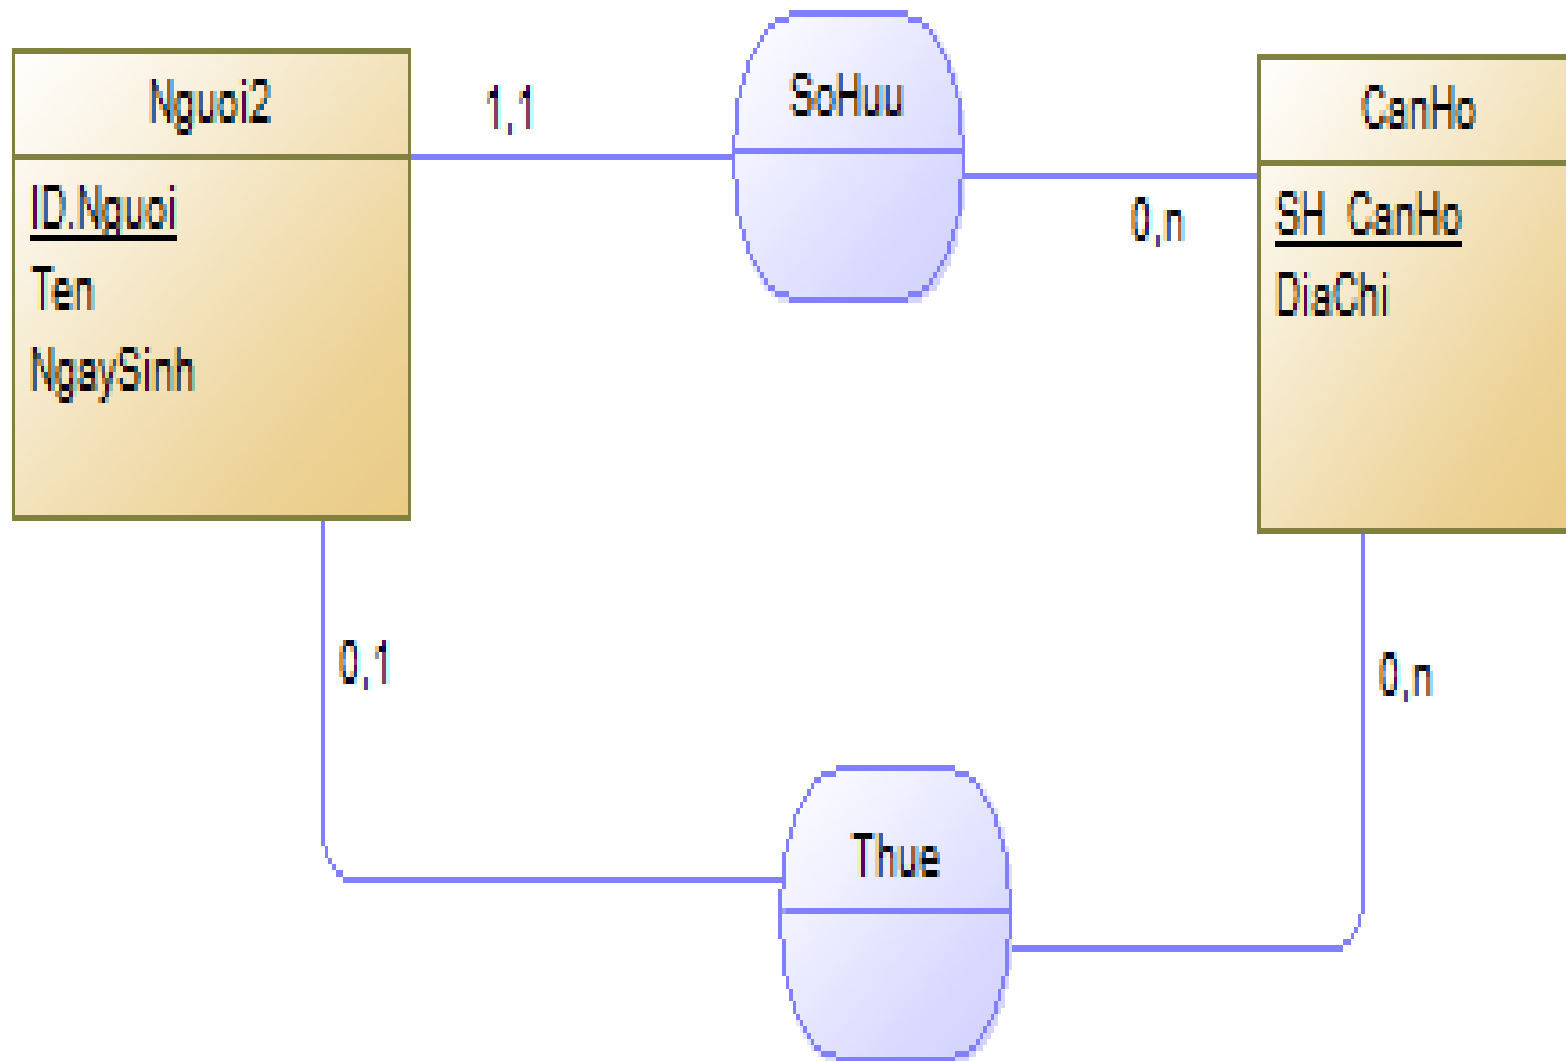 Nguoi2
ID.Nguoi
Ten
NgaySinh
1,1
SoHuu
0,n
CanHo
SH_CanHo
DiaChi
0,1
0,n
Thue